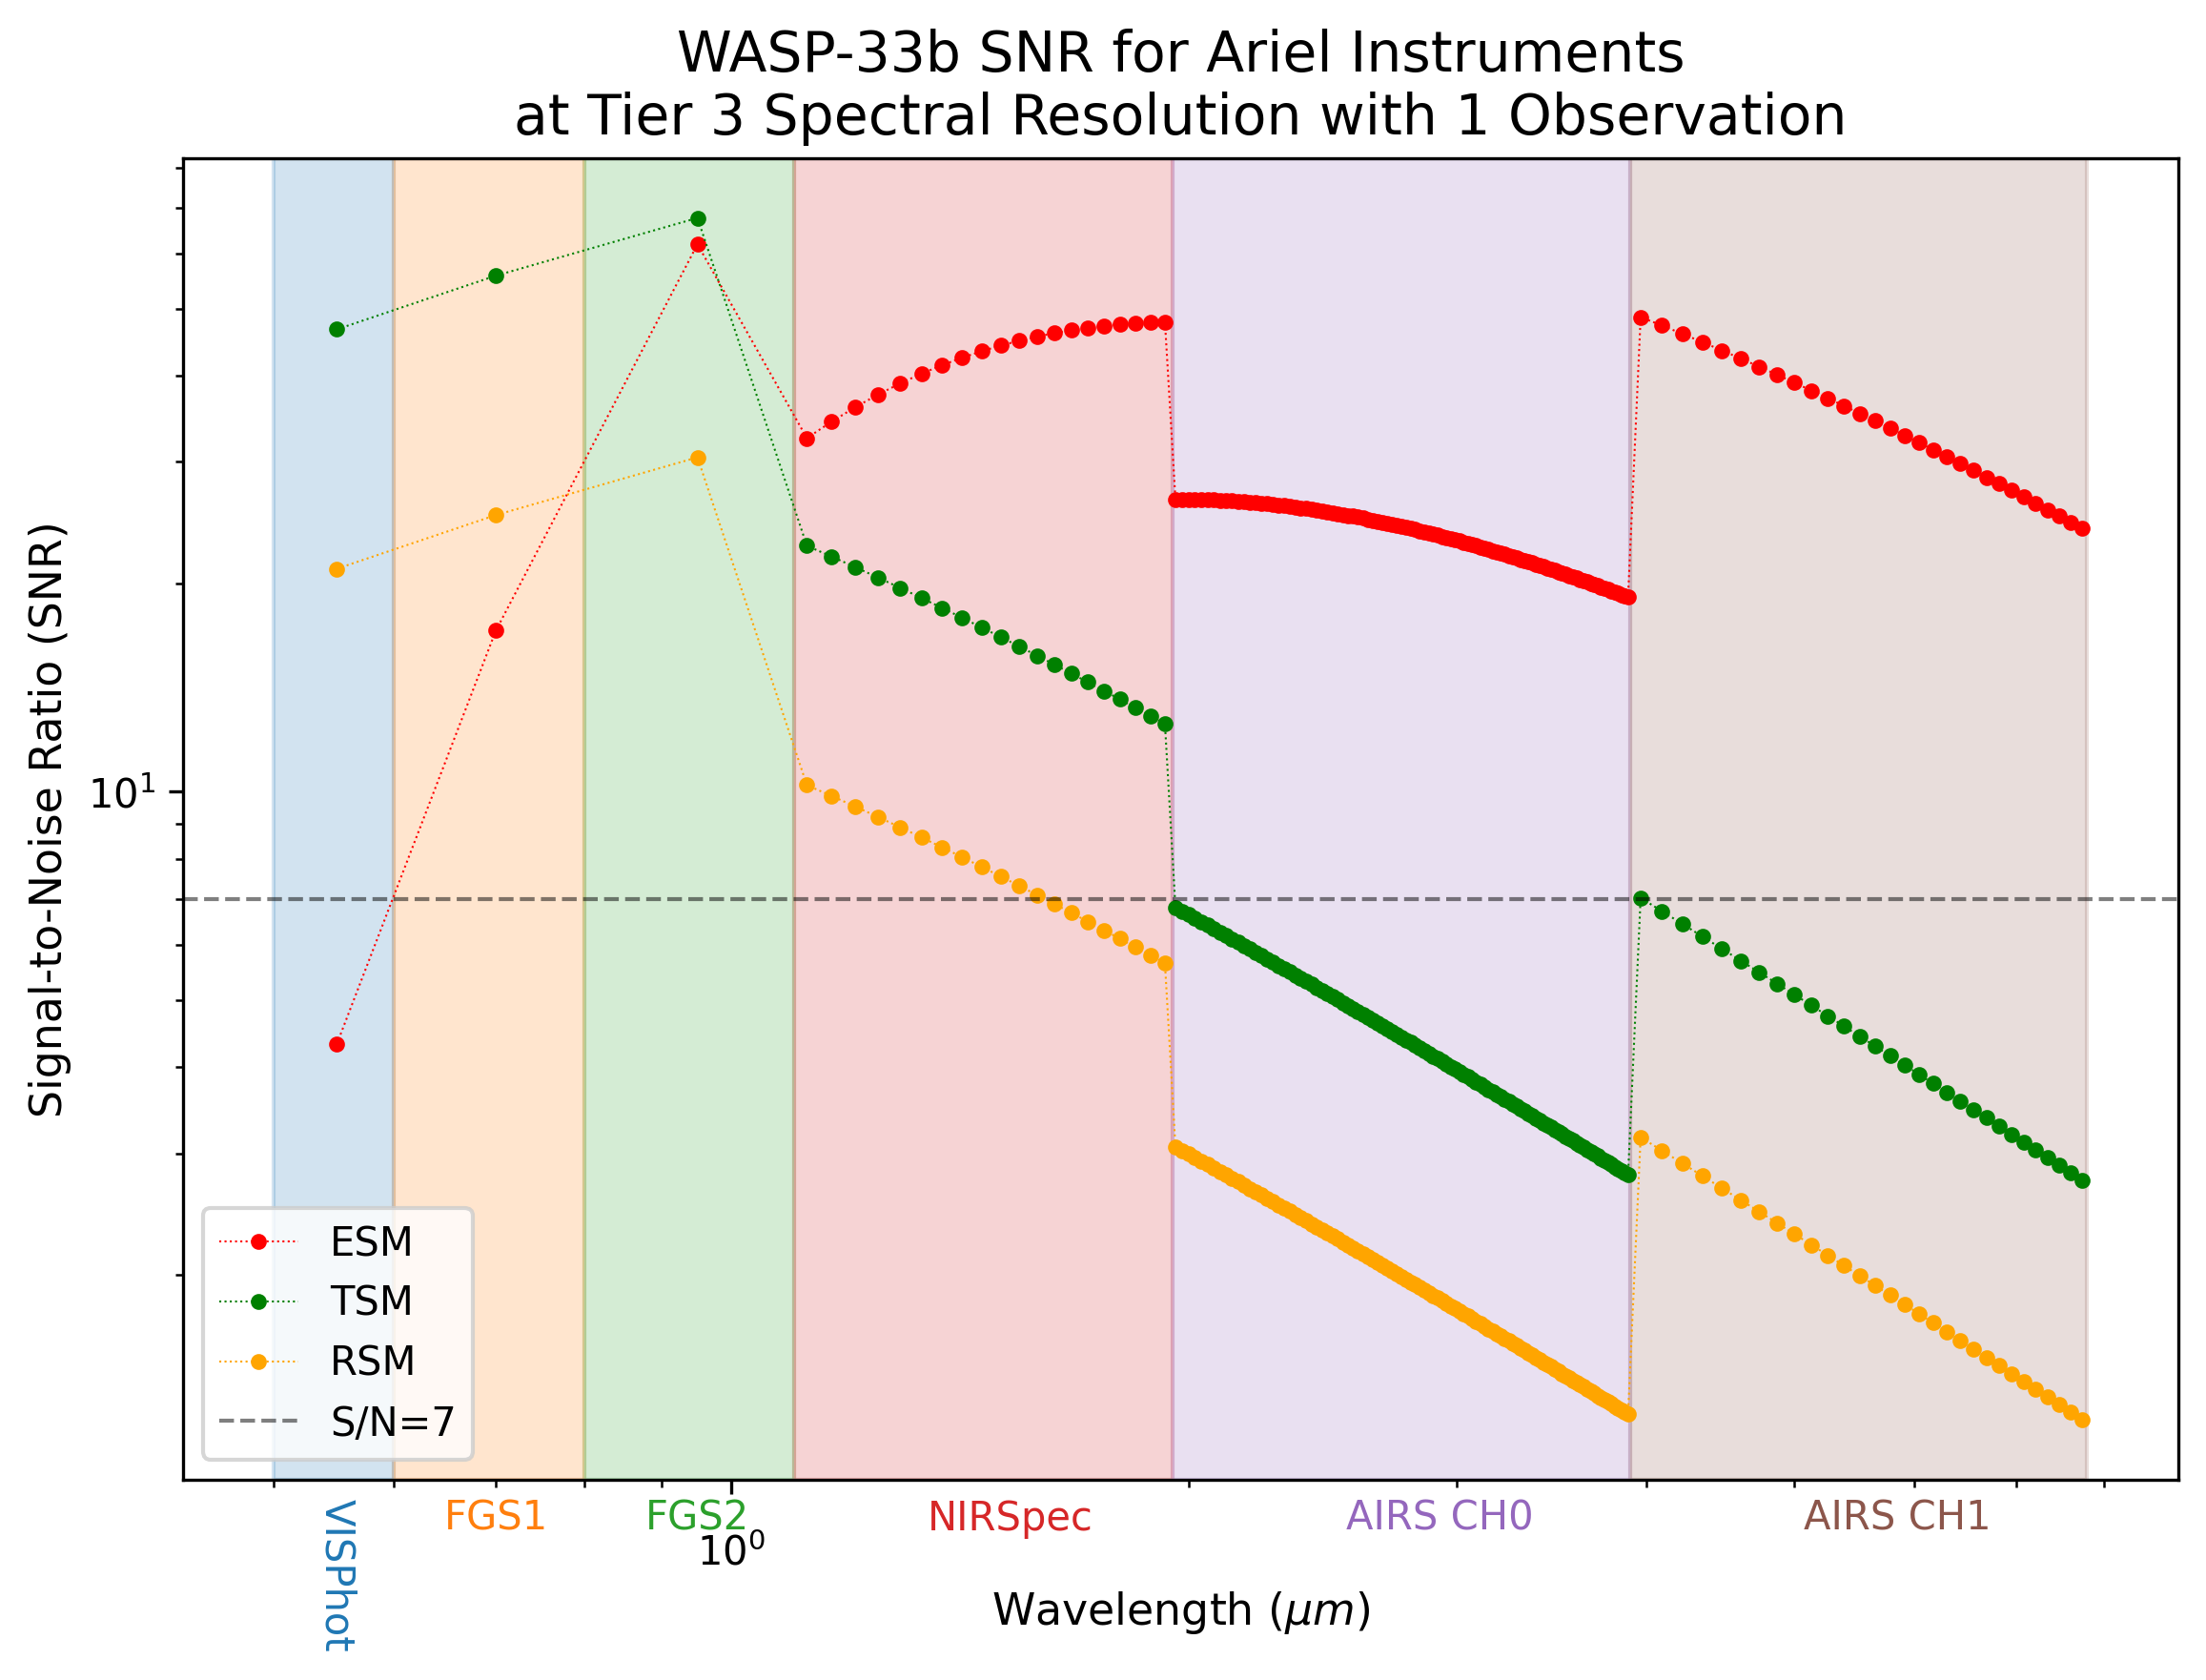 WASP-33b SNR for Ariel Instruments
at Tier 3 Spectral Resolution with 1 Observation
Signal-to-Noise Ratio (SNR)
10¹
ESM
TSM
RSM
S/N=7
VISPhot
FGS1
FGS2
NIRSpec
AIRS CH0
AIRS CH1
10⁰
Wavelength (μm)